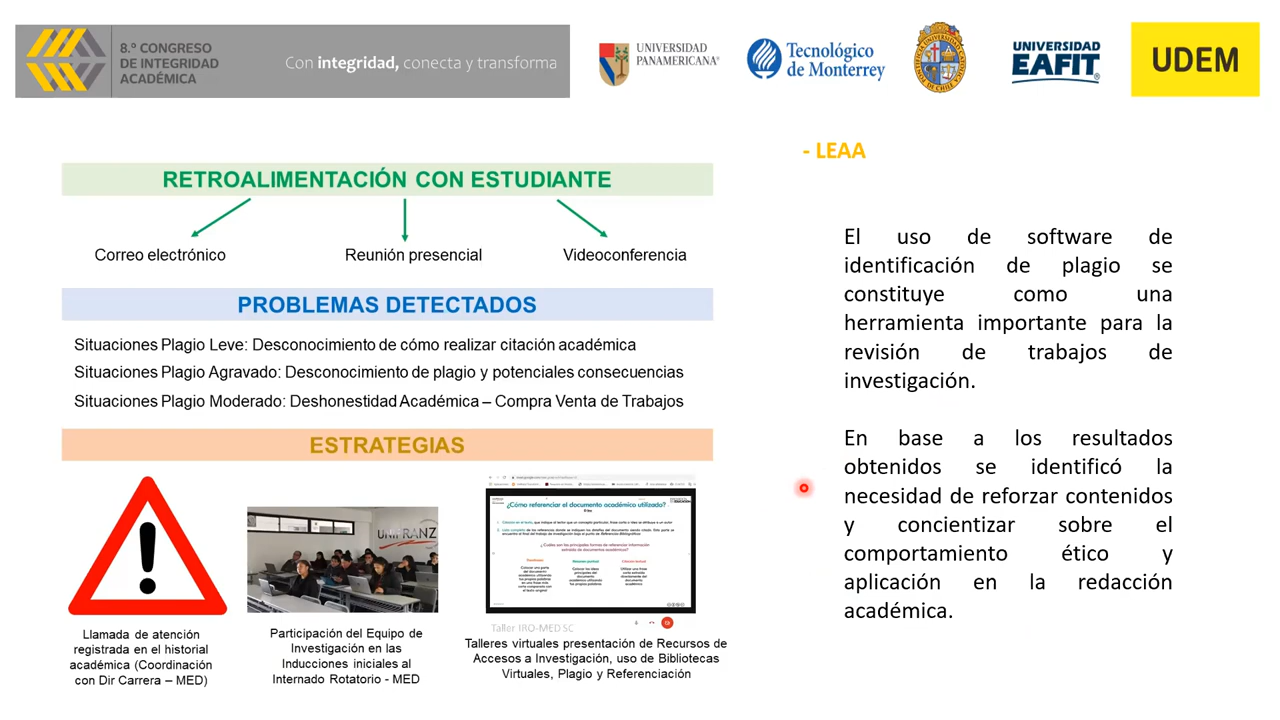 8.º CONGRESO
DE INTEGRIDAD
ACADÉMICA
Con integridad, conecta y transforma
UNIVERSIDAD
PANAMERICANA®
Tecnológico
de Monterrey
UNIVERSIDAD
EAFIT®
UDEM
RETROALIMENTACIÓN CON ESTUDIANTE
Correo electrónico
Reunión presencial
Videoconferencia
PROBLEMAS DETECTADOS
Situaciones Plagio Leve: Desconocimiento de cómo realizar citación académica
Situaciones Plagio Agravado: Desconocimiento de plagio y potenciales consecuencias
Situaciones Plagio Moderado: Deshonestidad Académica – Compra Venta de Trabajos
ESTRATEGIAS
Llamada de atención
registrada en el historial
académica (Coordinación
con Dir Carrera – MED)
UNIFRANZ
Participación del Equipo de
Investigación en las
Inducciones iniciales al
Internado Rotatorio - MED
¿Cómo referenciar el documento académico utilizado?
Taller IRO-MED SC
Talleres virtuales presentación de Recursos de
Accesos a Investigación, uso de Bibliotecas
Virtuales, Plagio y Referenciación
- LEAA
El uso de software de
identificación de plagio se
constituye como una
herramienta importante para la
revisión de trabajos de
investigación.
En base a los resultados
obtenidos se identificó la
necesidad de reforzar contenidos
y concientizar sobre el
comportamiento ético y
aplicación en la redacción
académica.